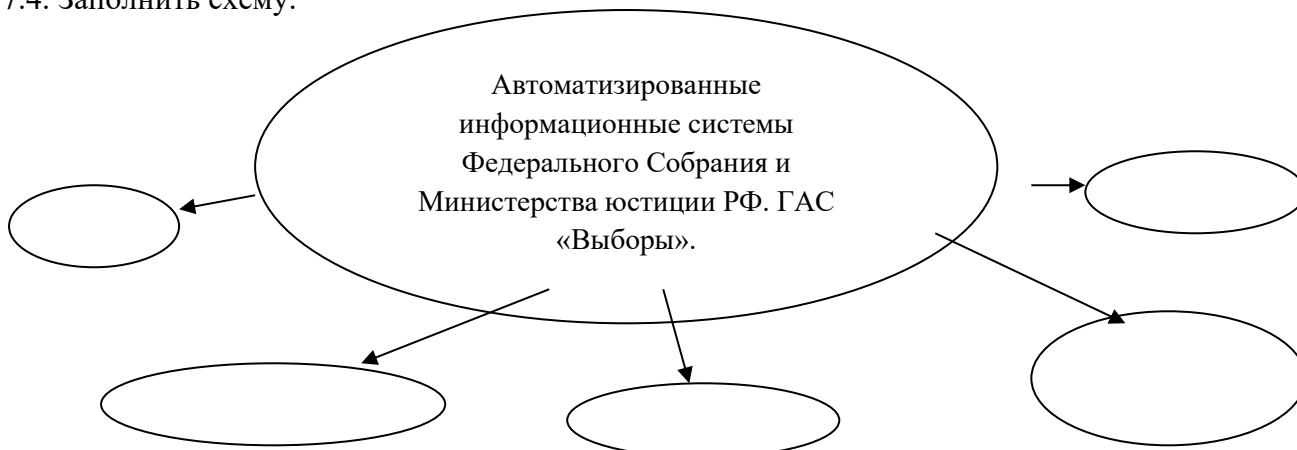 7.4. Заполнить схему:
Автоматизированные
информационные системы
Федерального Собрания и
Министерства юстиции РФ. ГАС
«Выборы».